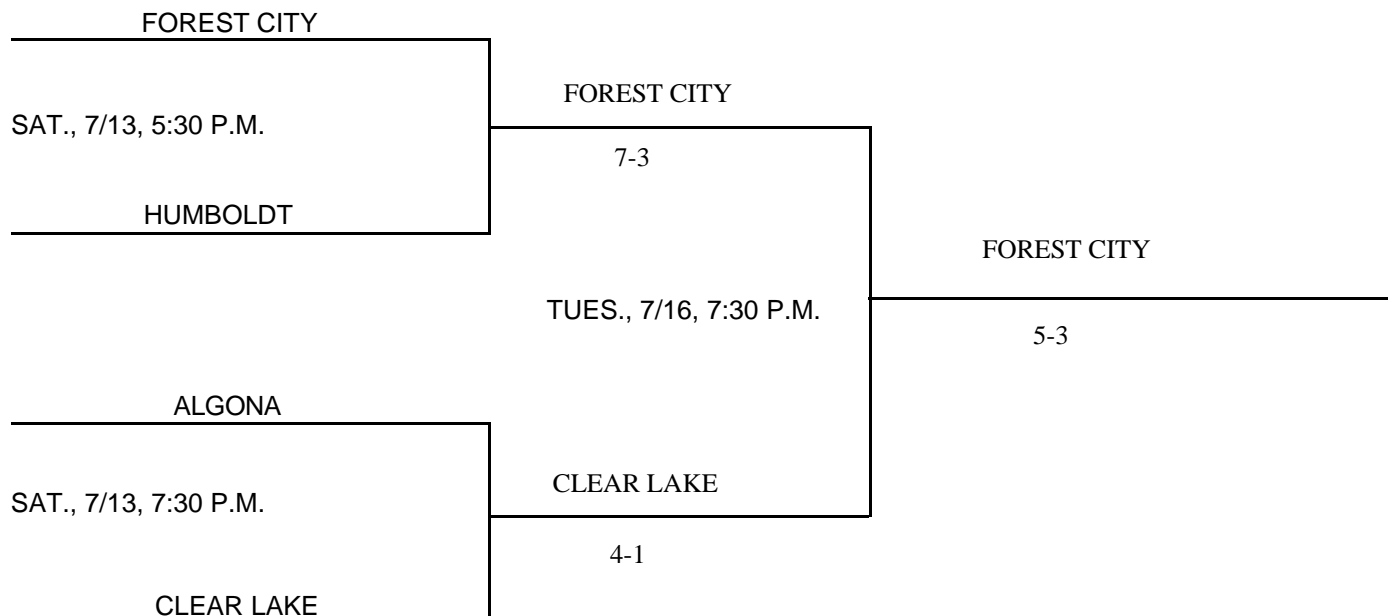 FOREST CITY
FOREST CITY
SAT., 7/13, 5:30 P.M.
7-3
HUMBOLDT
FOREST CITY
TUES., 7/16, 7:30 P.M.
5-3
ALGONA
CLEAR LAKE
SAT., 7/13, 7:30 P.M.
4-1
CLEAR LAKE